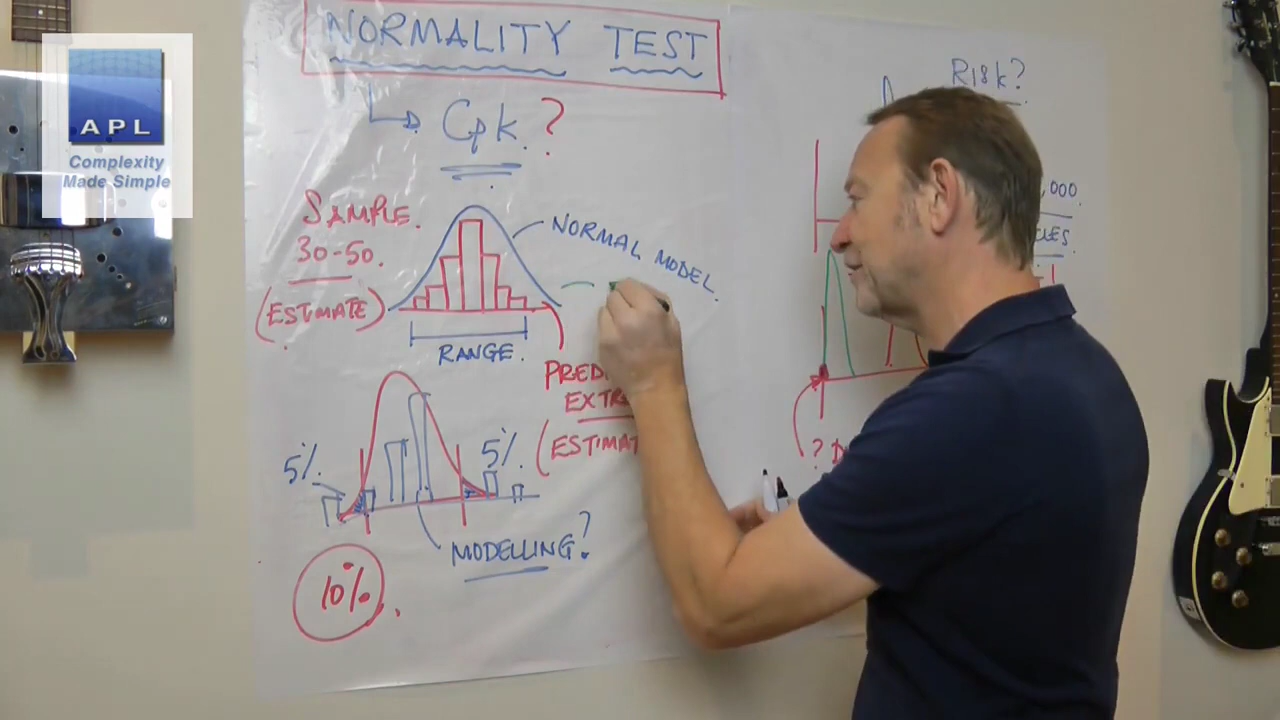 APL
Complexity
Made Simple
NORMALITY TEST
Cpk ?
SAMPLE.
30-50.
(ESTIMATE)
NORMAL MODEL.
RANGE.
5%.
5%.
MODELLING?
10%.
Risk?